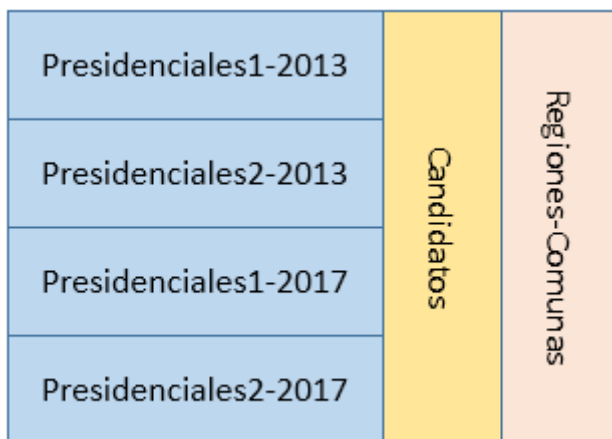 Presidenciales1-2013
Presidenciales2-2013
Presidenciales1-2017
Presidenciales2-2017
Candidatos
Regiones-Comunas